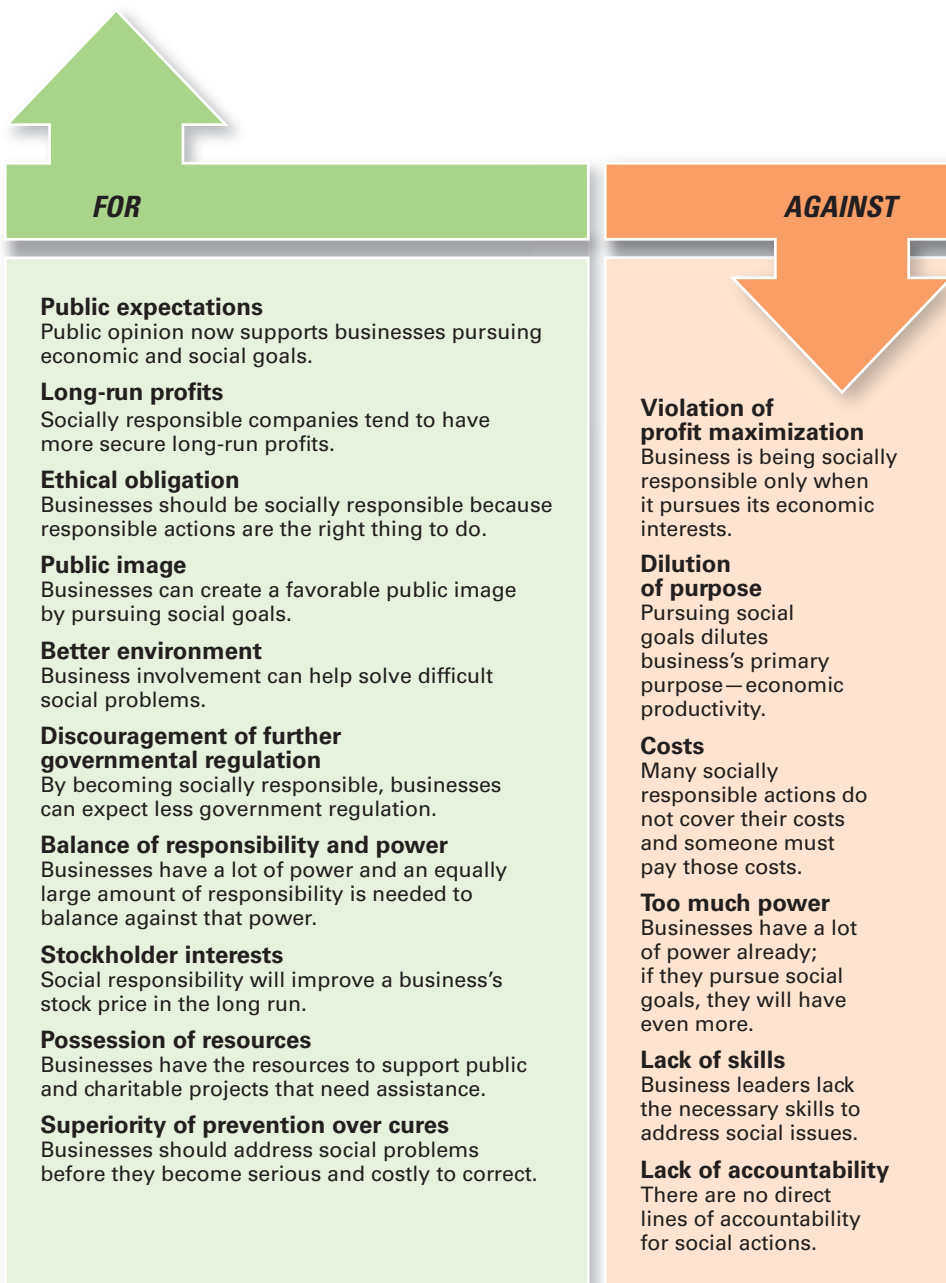 FOR
Public expectations
Public opinion now supports businesses pursuing
economic and social goals.
Long-run profits
Socially responsible companies tend to have
more secure long-run profits.
Ethical obligation
Businesses should be socially responsible because
responsible actions are the right thing to do.
Public image
Businesses can create a favorable public image
by pursuing social goals.
Better environment
Business involvement can help solve difficult
social problems.
Discouragement of further
governmental regulation
By becoming socially responsible, businesses
can expect less government regulation.
Balance of responsibility and power
Businesses have a lot of power and an equally
large amount of responsibility is needed to
balance against that power.
Stockholder interests
Social responsibility will improve a business's
stock price in the long run.
Possession of resources
Businesses have the resources to support public
and charitable projects that need assistance.
Superiority of prevention over cures
Businesses should address social problems
before they become serious and costly to correct.
AGAINST
Violation of
profit maximization
Business is being socially
responsible only when
it pursues its economic
interests.
Dilution
of purpose
Pursuing social
goals dilutes
business's primary
purpose—economic
productivity.
Costs
Many socially
responsible actions do
not cover their costs
and someone must
pay those costs.
Too much power
Businesses have a lot
of power already;
if they pursue social
goals, they will have
even more.
Lack of skills
Business leaders lack
the necessary skills to
address social issues.
Lack of accountability
There are no direct
lines of accountability
for social actions.